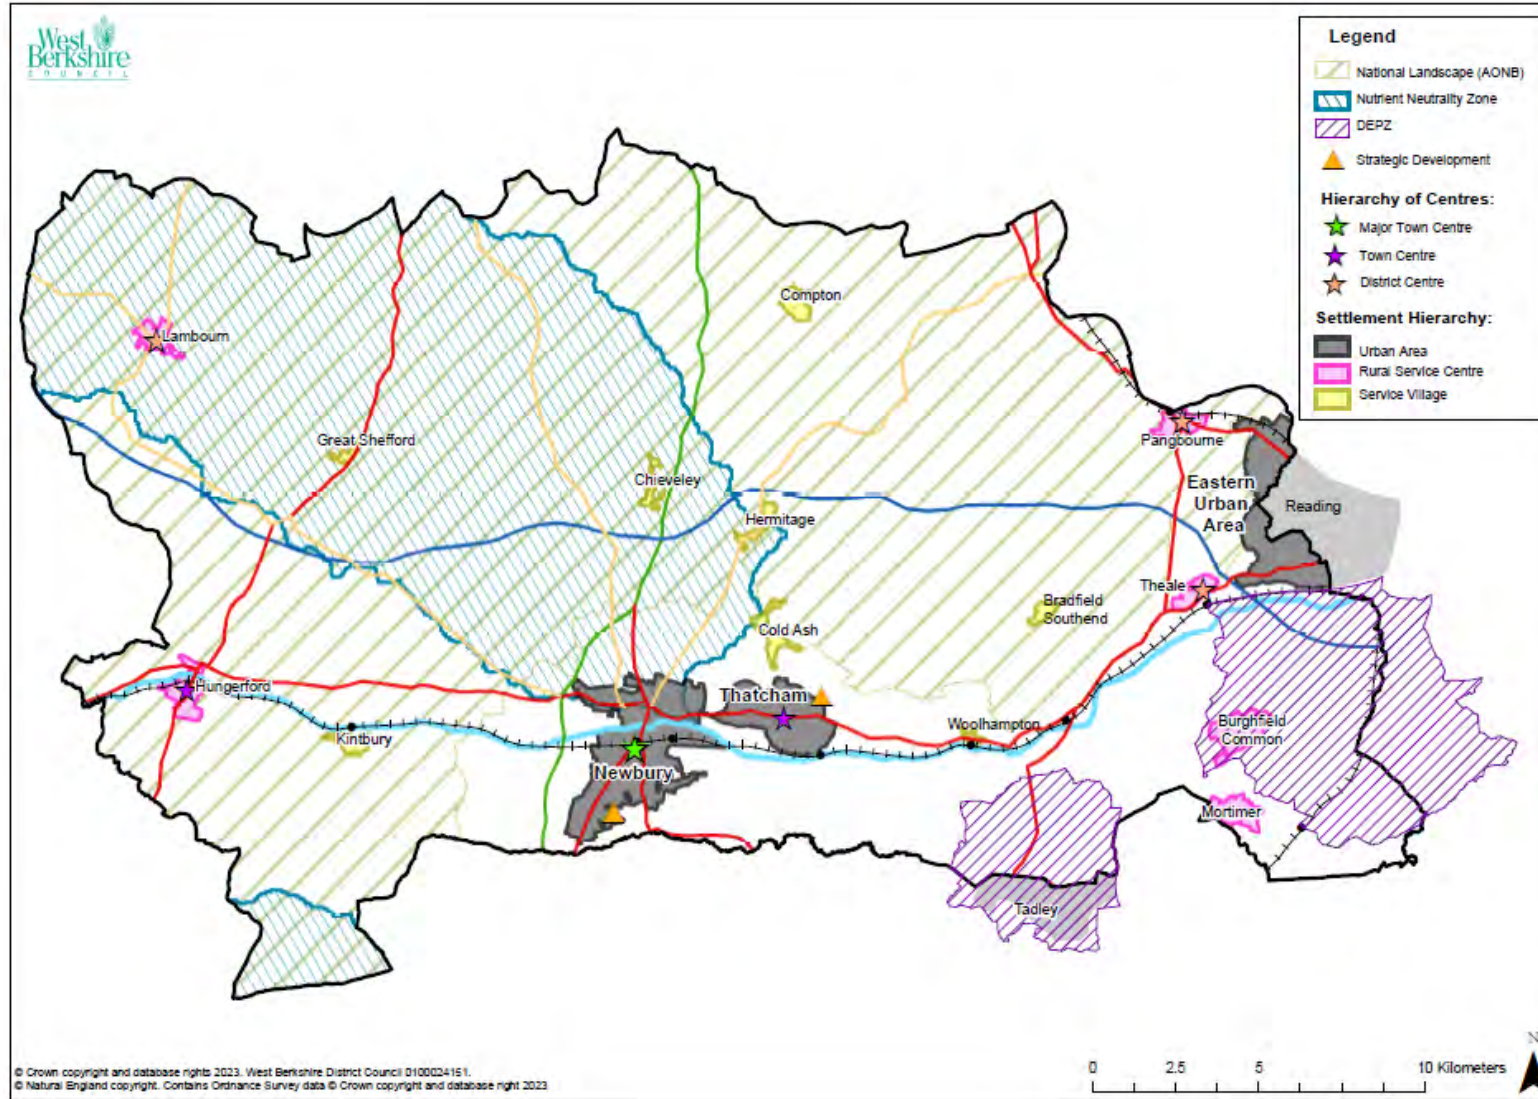 West
Berkshire
COUNCIL
Legend
National Landscape (AONB)
Nutrient Neutrality Zone
DEPZ
Strategic Development
Hierarchy of Centres:
Major Town Centre
Town Centre
District Centre
Settlement Hierarchy:
Urban Area
Rural Service Centre
Service Village
Compton
Lambourn
Great Shefford
Pangbourne
Chieveley
Eastern
Urban
Area
Reading
Hermitage
Theale
Bradfield
Southend
Cold Ash
Hungerford
Thatcham
Woolhampton
Burghfield
Common
Kintbury
Newbury
Mortimer
Tadley
N
0 2.5 5 10 Kilometers
© Crown copyright and database rights 2023. West Berkshire District Council 0100024151.
© Natural England copyright. Contains Ordnance Survey data © Crown copyright and database right 2023